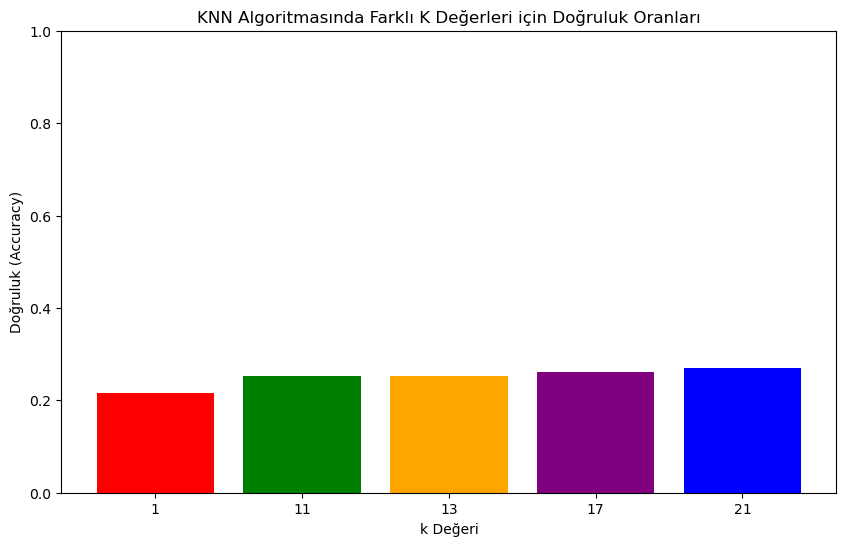 KNN Algoritmasında Farklı K Değerleri için Doğruluk Oranları
Doğruluk (Accuracy)
1.0
0.8
0.6
0.4
0.2
0.0
1 11 13 17 21
k Değeri